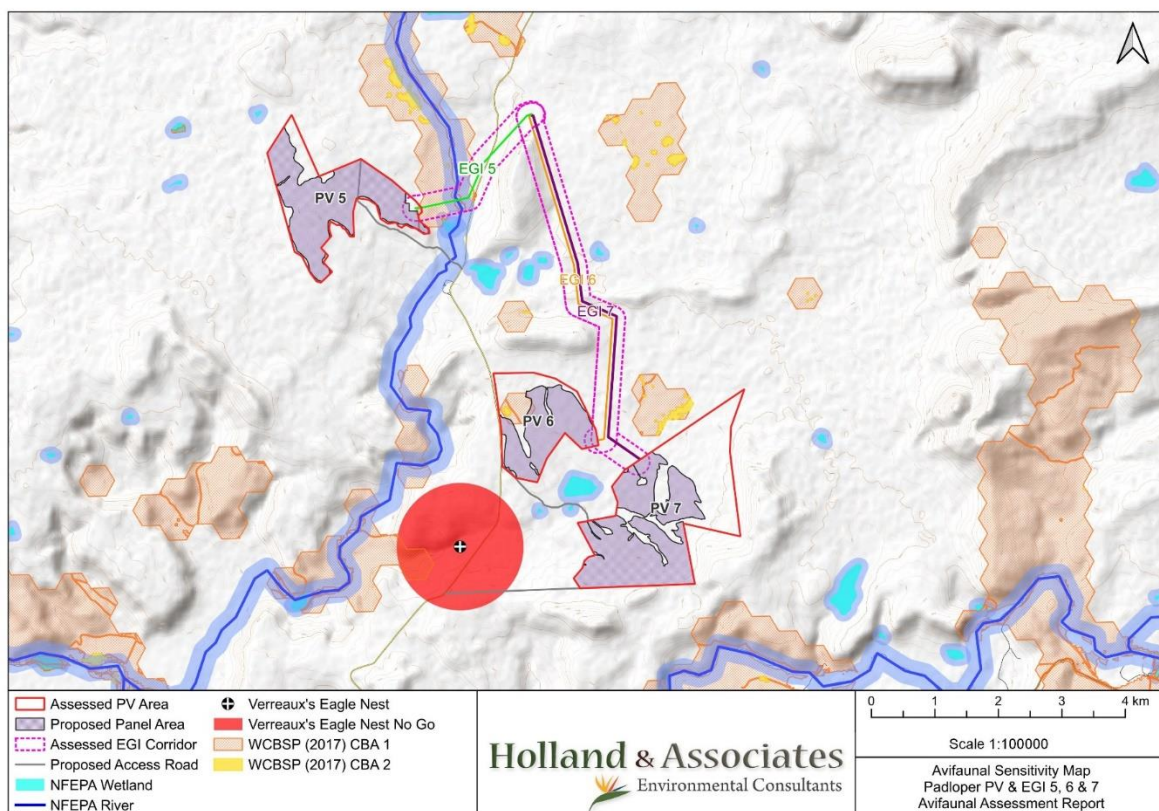 EGI 5
PV 5
EGI 6
EGI 7
PV 6
PV 7
Assessed PV Area
Proposed Panel Area
Assessed EGI Corridor
Proposed Access Road
NFEPA Wetland
NFEPA River
Verreaux's Eagle Nest
Verreaux's Eagle Nest No Go
WCBSP (2017) CBA 1
WCBSP (2017) CBA 2
Holland & Associates
Environmental Consultants
0 1 2 3 4 km
Scale 1:100000
Avifaunal Sensitivity Map
Padloper PV & EGI 5, 6 & 7
Avifaunal Assessment Report